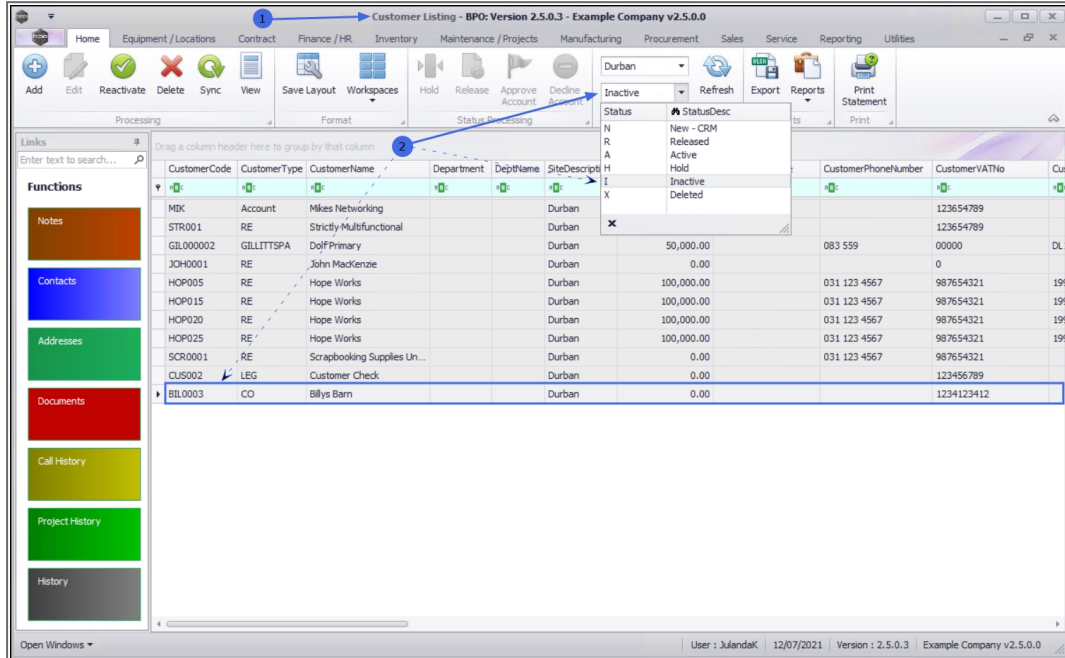 1
Customer Listing - BPO: Version 2.5.0.3 - Example Company v2.5.0.0
Home Equipment / Locations Contract Finance / HR Inventory Maintenance / Projects Manufacturing Procurement Sales Service Reporting Utilities
Add Edit Reactivate Delete Sync View Save Layout Workspaces Hold Release Approve Account Decline Account Durban Inactive Refresh Export Reports Print Statement
Processing Format Status Processing Print
Status StatusDesc
N New - CRM
R Released
A Active
H Hold
I Inactive
X Deleted
2
Links
Enter text to search...
Functions
Notes
Contacts
Addresses
Documents
Call History
Project History
History
Drag a column header here to group by that column
CustomerCode CustomerType CustomerName Department DeptName CustomerPhoneNumber CustomerVATNo
MIK Account Mikes Networking Durban 123654789
STR001 RE Strictly Multifunctional Durban 123654789
GIL000002 GILLITTSPA Dolf Primary Durban 50,000.00 083 559 00000 DL
JOH0001 RE John MacKenzie Durban 0.00 0
HOP005 RE Hope Works Durban 100,000.00 031 123 4567 987654321 199
HOP015 RE Hope Works Durban 100,000.00 031 123 4567 987654321 199
HOP020 RE Hope Works Durban 100,000.00 031 123 4567 987654321 199
HOP025 RE Hope Works Durban 100,000.00 031 123 4567 987654321 199
SCR0001 RE Scrapbooking Supplies Un... Durban 0.00 031 123 4567 987654321
CUS002 LEG Customer Check Durban 0.00 123456789
BIL0003 CO Billys Barn Durban 0.00 1234123412
Open Windows
User : JulandaK 12/07/2021 Version : 2.5.0.3 Example Company v2.5.0.0